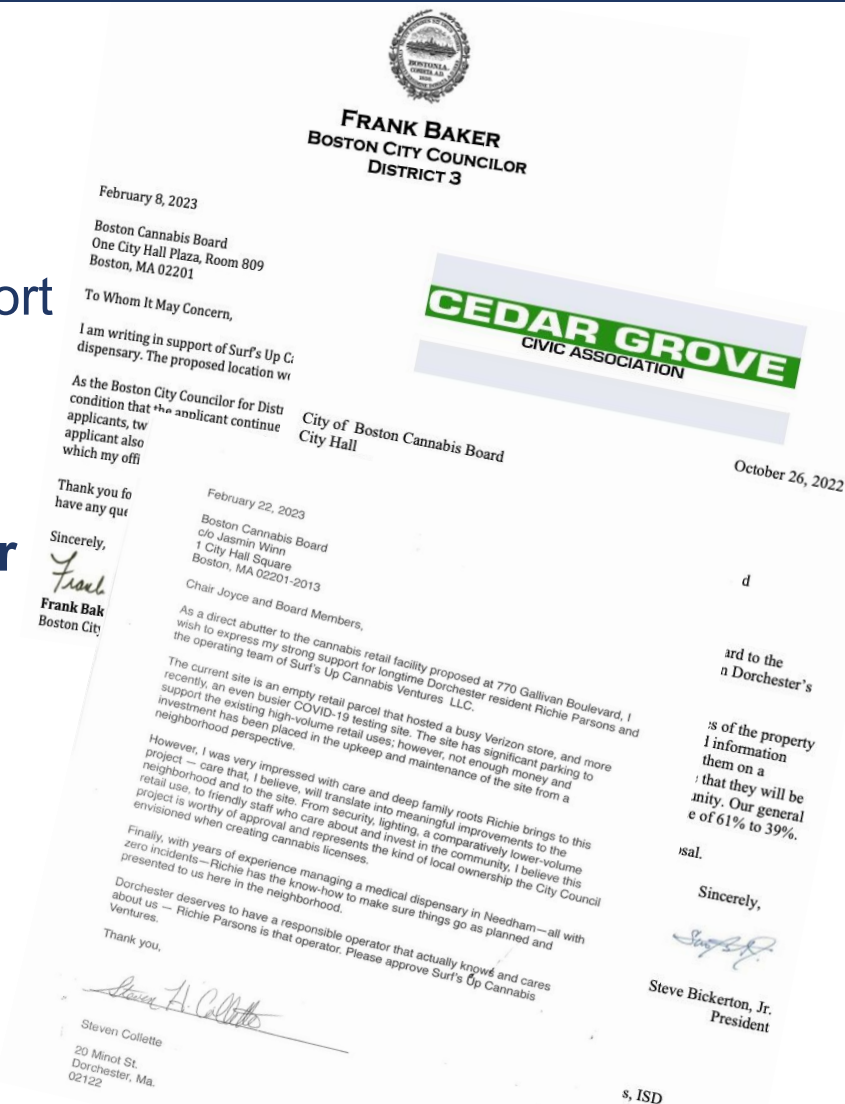 ort
r
BOSTONIA.
CONDITA A.D.
FRANK BAKER
BOSTON CITY COUNCILOR
DISTRICT 3
February 8, 2023
Boston Cannabis Board
One City Hall Plaza, Room 809
Boston, MA 02201
To Whom It May Concern,
I am writing in support of Surf's Up
dispensary. The proposed location
As the Boston City Councilor for
condition that the applicant continue
applicants, tw
applicant also
which my offi
Thank you fo
have any que
Sincerely,
Frank
Frank Bak
Boston City
CEDAR GROVE
CIVIC ASSOCIATION
City of Boston Cannabis Board
City Hall
October 26, 2022
d
ard to the
n Dorchester's
s of the property
l information
them on a
that they will be
unity. Our general
e of 61% to 39%.
osal.
Sincerely,
Steve Bickerton, Jr.
President
s, ISD
February 22, 2023
Boston Cannabis Board
c/o Jasmin Winn
1 City Hall Square
Boston, MA 02201-2013
Chair Joyce and Board Members,
As a direct abutter to the cannabis retail facility proposed at 770 Gallivan Boulevard, I
wish to express my strong support for longtime Dorchester resident Richie Parsons and
the operating team of Surf's Up Cannabis Ventures LLC.
The current site is an empty retail parcel that hosted a busy Verizon store, and more
recently, an even busier COVID-19 testing site. The site has significant parking to
support the existing high-volume retail uses; however, not enough money and
investment has been placed in the upkeep and maintenance of the site from a
neighborhood perspective.
However, I was very impressed with care and deep family roots Richie brings to this
project — care that, I believe, will translate into meaningful improvements to the
neighborhood and to the site. From security, lighting, a comparatively lower-volume
retail use, to friendly staff who care about and invest in the community, I believe this
project is worthy of approval and represents the kind of local ownership the City Council
envisioned when creating cannabis licenses.
Finally, with years of experience managing a medical dispensary in Needham—all with
zero incidents—Richie has the know-how to make sure things go as planned and
presented to us here in the neighborhood.
Dorchester deserves to have a responsible operator that actually knows and cares
about us — Richie Parsons is that operator. Please approve Surf's Up Cannabis
Ventures.
Thank you,
Steven H. Collette
Steven Collette
20 Minot St.
Dorchester, Ma.
02122